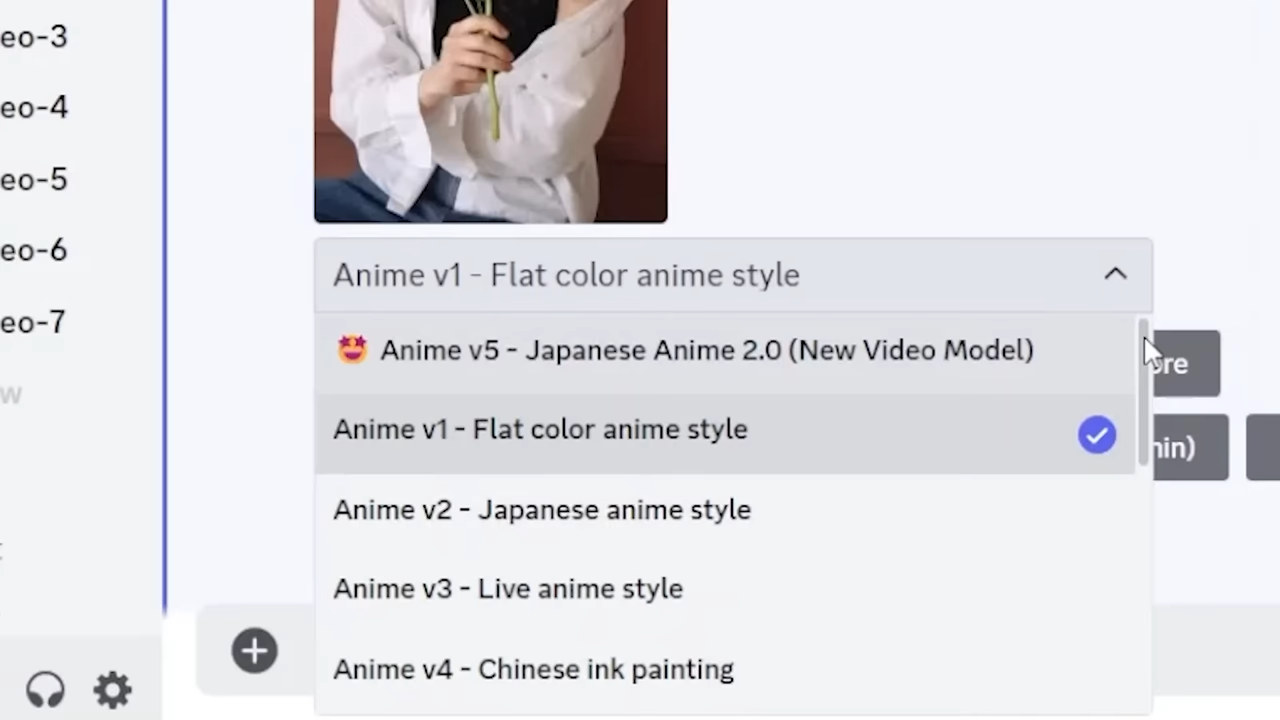 eo-3
eo-4
eo-5
eo-6
eo-7
w
Anime v1 - Flat color anime style
🤩 Anime v5 - Japanese Anime 2.0 (New Video Model)
ore
Anime v1 - Flat color anime style
nin)
Anime v2 - Japanese anime style
Anime v3 - Live anime style
Anime v4 - Chinese ink painting